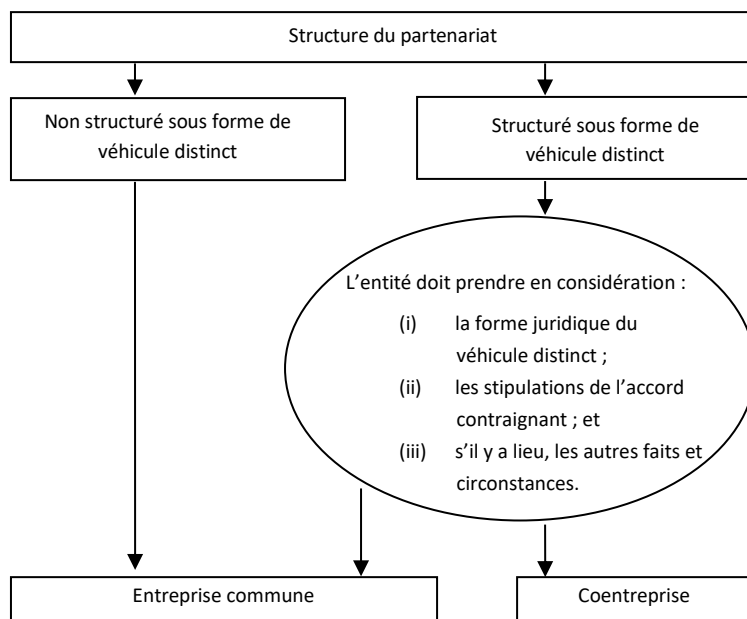 Structure du partenariat
Non structuré sous forme de
véhicule distinct
Structuré sous forme de
véhicule distinct
L’entité doit prendre en considération :
(i) la forme juridique du
véhicule distinct ;
(ii) les stipulations de l’accord
contraignant ; et
(iii) s’il y a lieu, les autres faits et
circonstances.
Entreprise commune
Coentreprise